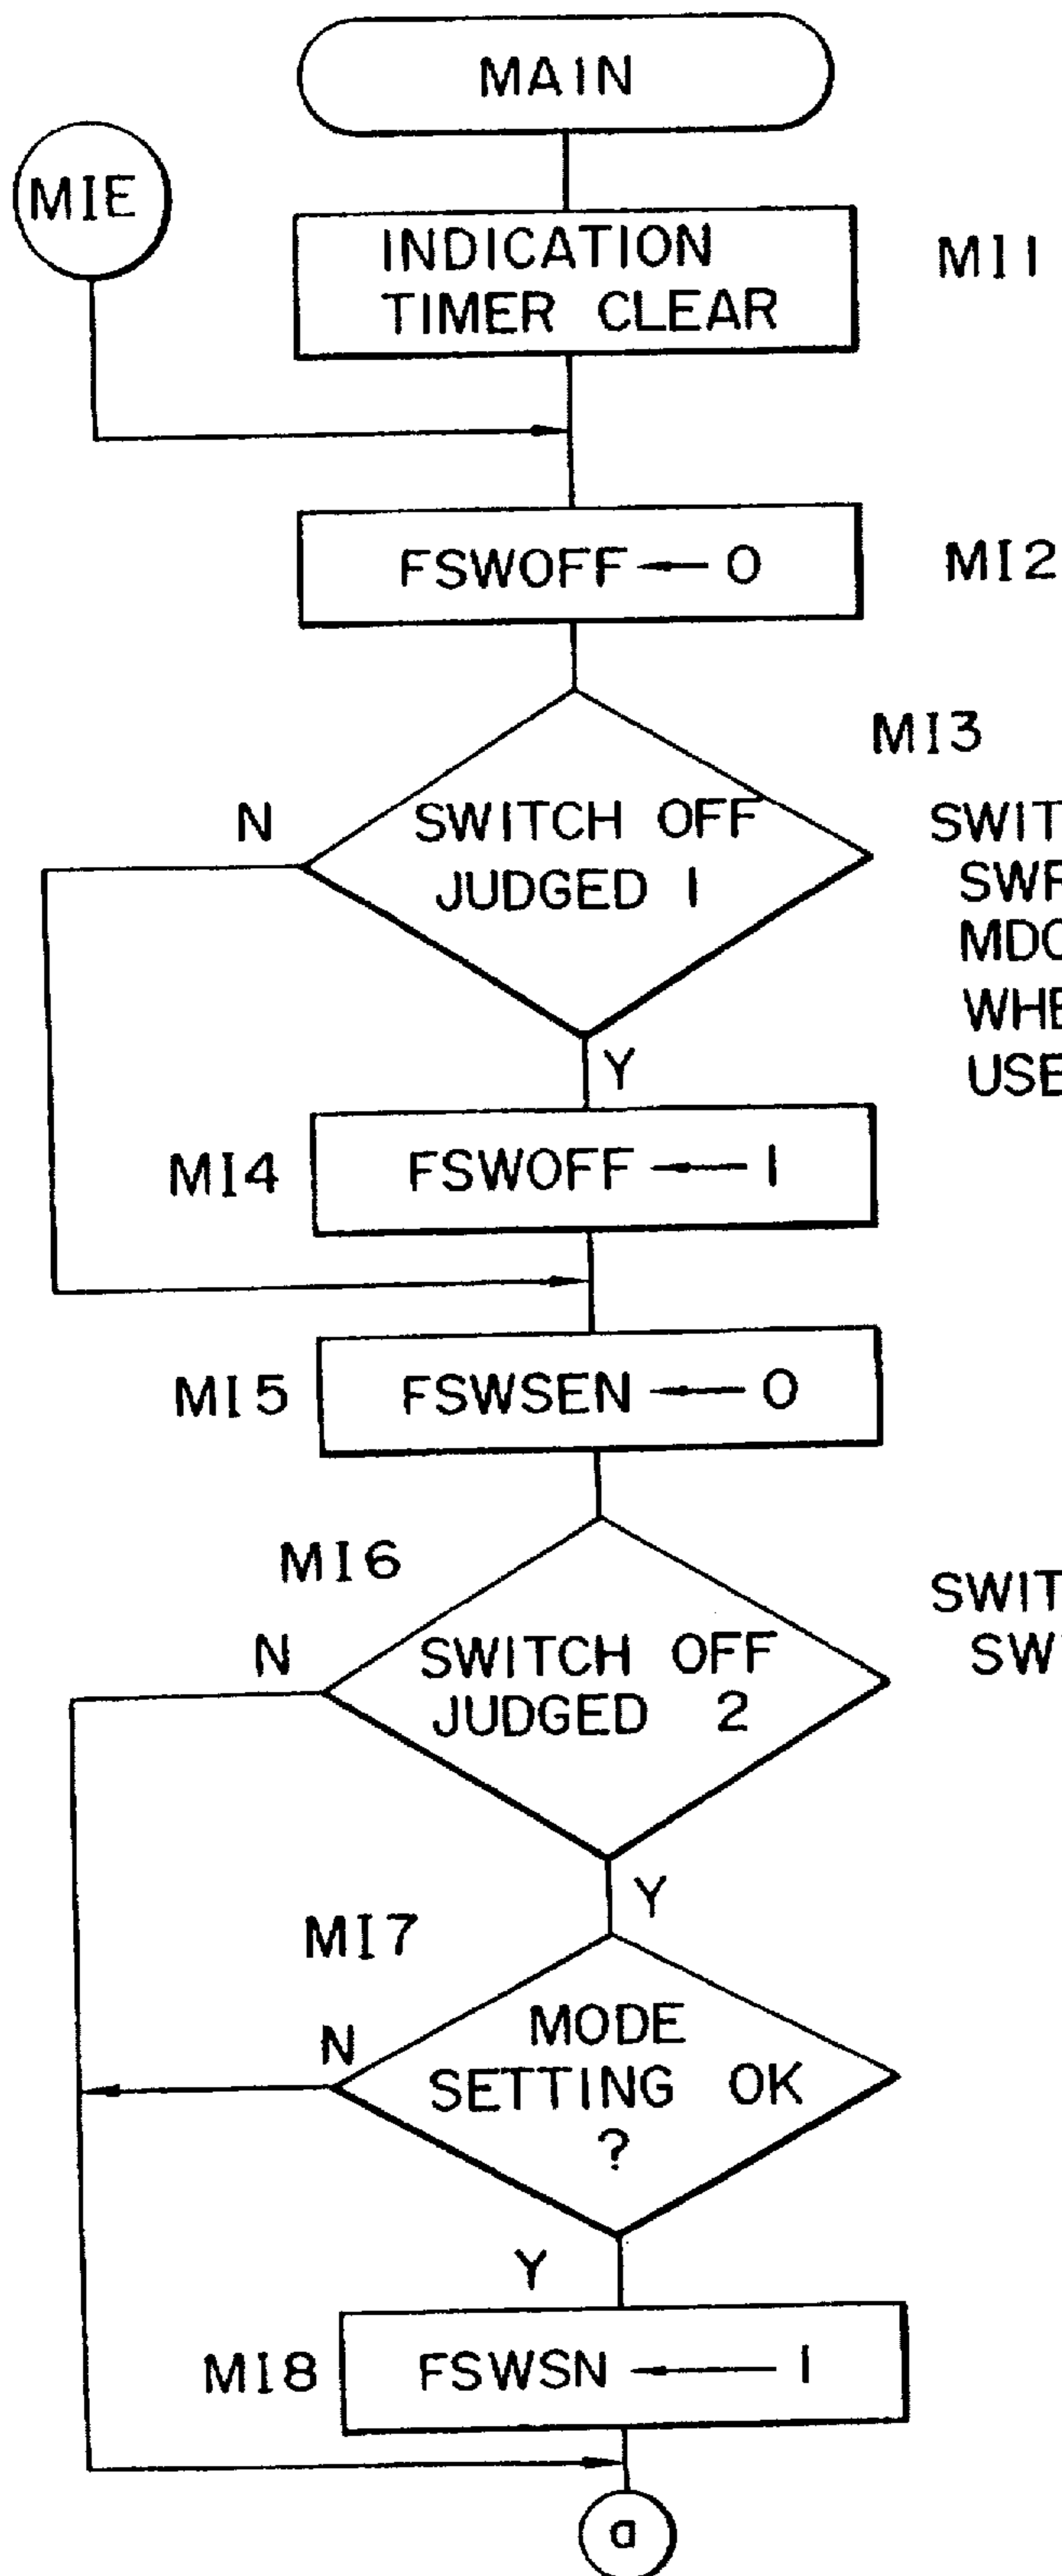 MAIN
MIE
INDICATION
TIMER CLEAR
MI1
FSWOFF ← 0
MI2
MI3
N
SWITCH OFF
JUDGED 1
Y
MI4
FSWOFF ← 1
MI5
FSWSEN ← 0
MI6
N
SWITCH OFF
JUDGED 2
Y
MI7
N
MODE
SETTING OK
?
Y
MI8
FSWSN ← 1
a